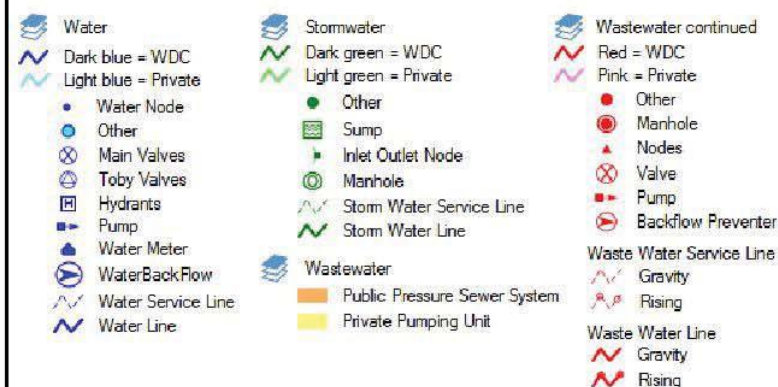 Water
Dark blue = WDC
Light blue = Private
Water Node
Other
Main Valves
Toby Valves
H Hydrants
Pump
Water Meter
WaterBackFlow
Water Service Line
Water Line
Stormwater
Dark green = WDC
Light green = Private
Other
Sump
Inlet Outlet Node
Manhole
Storm Water Service Line
Storm Water Line
Wastewater
Public Pressure Sewer System
Private Pumping Unit
Wastewater continued
Red = WDC
Pink = Private
Other
Manhole
Nodes
Valve
Pump
Backflow Preventer
Waste Water Service Line
Gravity
Rising
Waste Water Line
Gravity
Rising